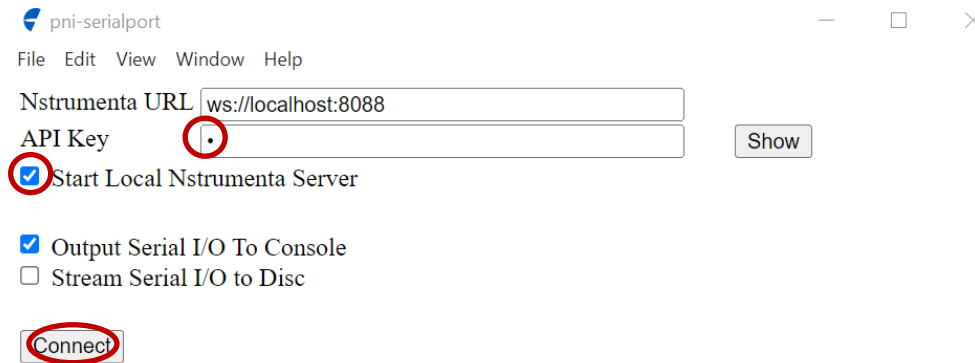 pni-serialport
File Edit View Window Help
Nstrumenta URL ws://localhost:8088
API Key • Show
Start Local Nstrumenta Server
Output Serial I/O To Console
Stream Serial I/O to Disc
Connect